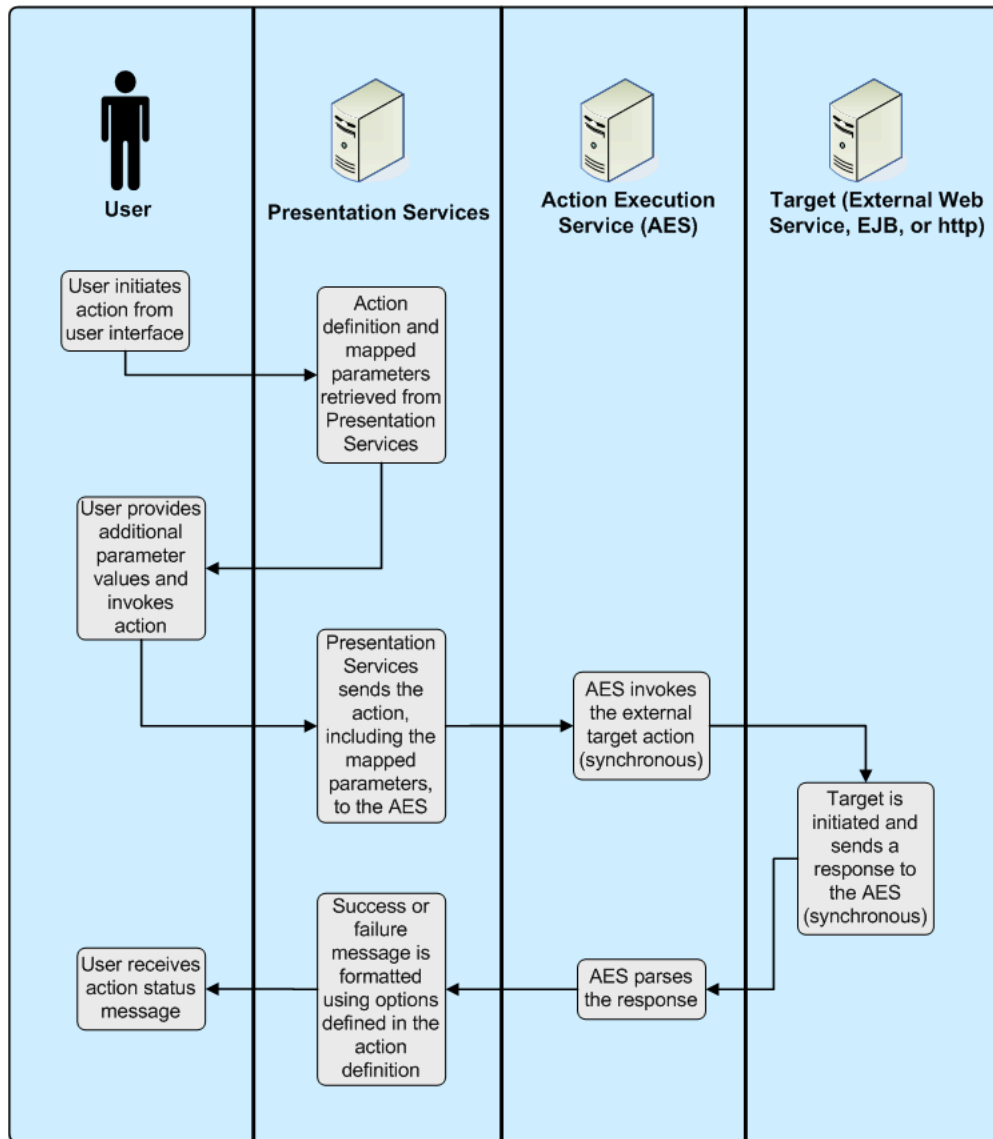 User
Presentation Services
Action Execution
Service (AES)
Target (External Web
Service, EJB, or http)
User initiates
action from
user interface
Action
definition and
mapped
parameters
retrieved from
Presentation
Services
User provides
additional
parameter
values and
invokes
action
Presentation
Services
sends the
action,
including the
mapped
parameters,
to the AES
AES invokes
the external
target action
(synchronous)
Target is
initiated and
sends a
response to
the AES
(synchronous)
AES parses
the response
Success or
failure
message is
formatted
using options
defined in the
action
definition
User receives
action status
message